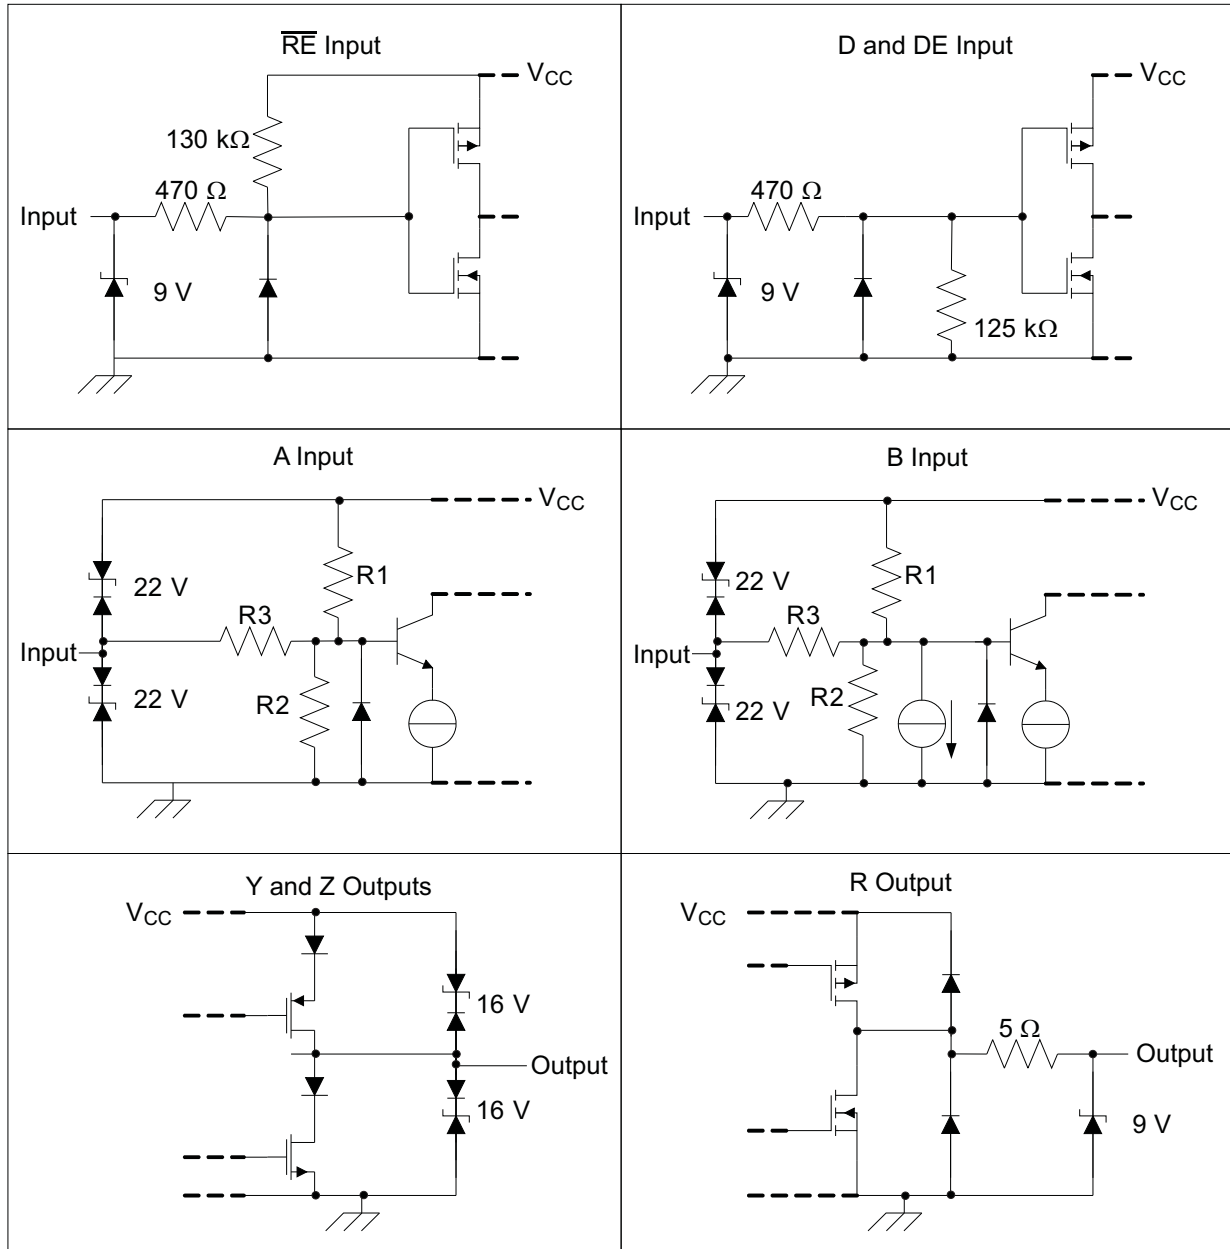 R̅E̅ Input
VCC
130 kΩ
470 Ω
Input
9 V
D and DE Input
VCC
470 Ω
Input
9 V
125 kΩ
A Input
VCC
22 V
R1
R3
Input
22 V
R2
B Input
VCC
22 V
R1
R3
Input
22 V
R2
Y and Z Outputs
VCC
16 V
Output
16 V
R Output
VCC
5 Ω
Output
9 V